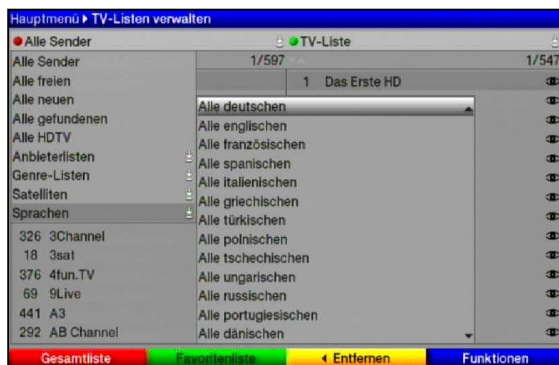 Hauptmenü ▸ TV-Listen verwalten
Alle Sender
TV-Liste
Alle Sender
1/597
1/547
Alle freien
1 Das Erste HD
Alle neuen
Alle gefundenen
Alle HDTV
Anbieterlisten
Genre-Listen
Satelliten
Sprachen
Alle deutschen
Alle englischen
Alle französischen
Alle spanischen
Alle italienischen
Alle griechischen
Alle türkischen
Alle polnischen
Alle tschechischen
Alle ungarischen
Alle russischen
Alle portugiesischen
Alle dänischen
326 3Channel
18 3sat
376 4fun.TV
69 9Live
441 A3
292 AB Channel
Gesamtliste
Favoritenliste
Entfernen
Funktionen